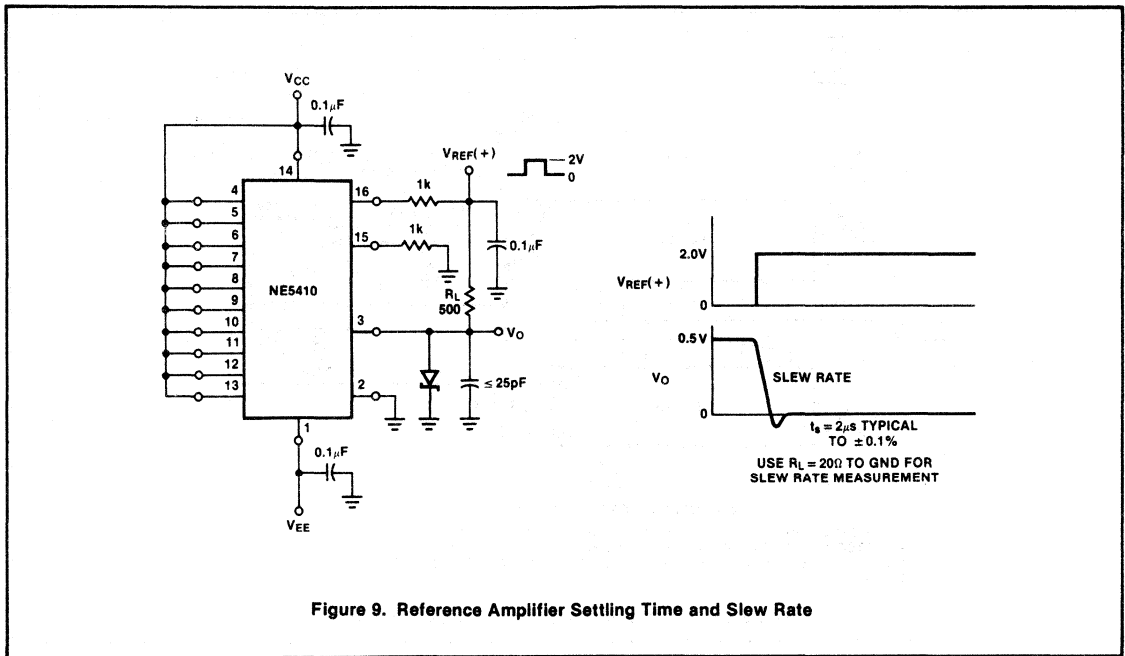 VCC
0.1μF
14
4
5
6
7
8
9
10
11
12
13
NE5410
16
15
3
2
1
1k
1k
VREF(+)
2V
0
0.1μF
RL
500
VO
≤ 25pF
0.1μF
VEE
2.0V
VREF(+)
0
0.5V
VO
SLEW RATE
0
ts = 2μs TYPICAL
TO ± 0.1%
USE RL = 20Ω TO GND FOR
SLEW RATE MEASUREMENT
Figure 9. Reference Amplifier Settling Time and Slew Rate